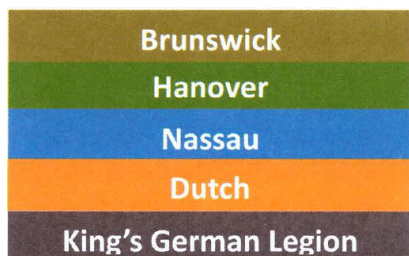 Brunswick
Hanover
Nassau
Dutch
King's German Legion